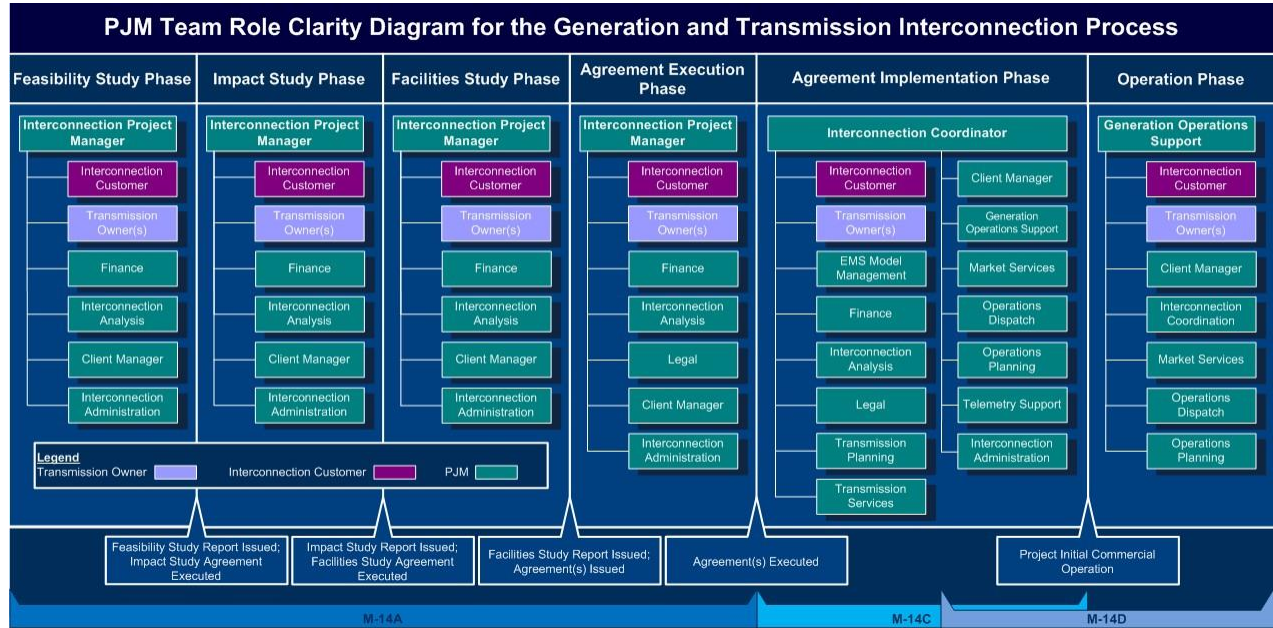 PJM Team Role Clarity Diagram for the Generation and Transmission Interconnection Process
Feasibility Study Phase
Impact Study Phase
Facilities Study Phase
Agreement Execution
Phase
Agreement Implementation Phase
Operation Phase
Interconnection Project
Manager
Interconnection
Customer
Transmission
Owner(s)
Finance
Interconnection
Analysis
Client Manager
Interconnection
Administration
Interconnection Project
Manager
Interconnection
Customer
Transmission
Owner(s)
Finance
Interconnection
Analysis
Client Manager
Interconnection
Administration
Interconnection Project
Manager
Interconnection
Customer
Transmission
Owner(s)
Finance
Interconnection
Analysis
Client Manager
Interconnection
Administration
Interconnection Project
Manager
Interconnection
Customer
Transmission
Owner(s)
Finance
Interconnection
Analysis
Legal
Client Manager
Interconnection
Administration
Interconnection Coordinator
Interconnection
Customer
Transmission
Owner(s)
EMS Model
Management
Finance
Interconnection
Analysis
Legal
Transmission
Planning
Transmission
Services
Client Manager
Generation
Operations Support
Market Services
Operations
Dispatch
Operations
Planning
Telemetry Support
Interconnection
Administration
Generation Operations
Support
Interconnection
Customer
Transmission
Owner(s)
Client Manager
Interconnection
Coordination
Market Services
Operations
Dispatch
Operations
Planning
Legend
Transmission Owner
Interconnection Customer
PJM
Feasibility Study Report Issued;
Impact Study Agreement
Executed
Impact Study Report Issued;
Facilities Study Agreement
Executed
Facilities Study Report Issued;
Agreement(s) Issued
Agreement(s) Executed
Project Initial Commercial
Operation
M-14A
M-14C
M-14D